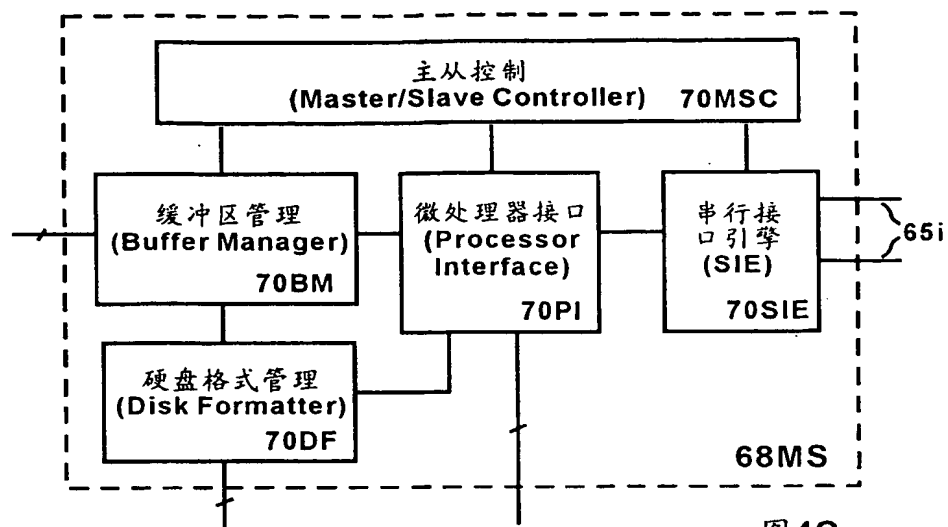 主从控制
(Master/Slave Controller) 70MSC
缓冲区管理
(Buffer Manager)
70BM
微处理器接口
(Processor
Interface)
70PI
串行接
口引擎
(SIE)
70SIE
65i
硬盘格式管理
(Disk Formatter)
70DF
68MS